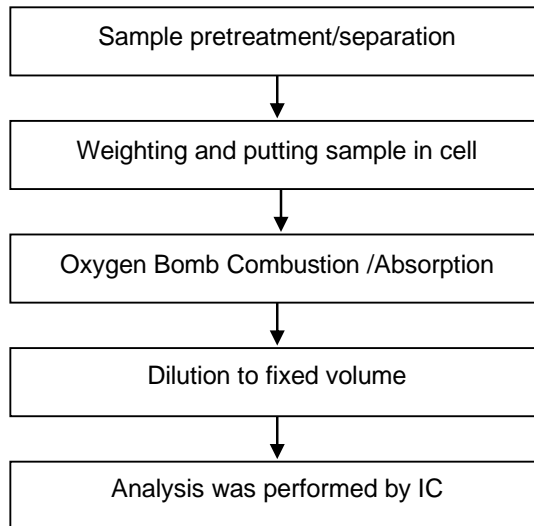 Sample pretreatment/separation
Weighting and putting sample in cell
Oxygen Bomb Combustion /Absorption
Dilution to fixed volume
Analysis was performed by IC